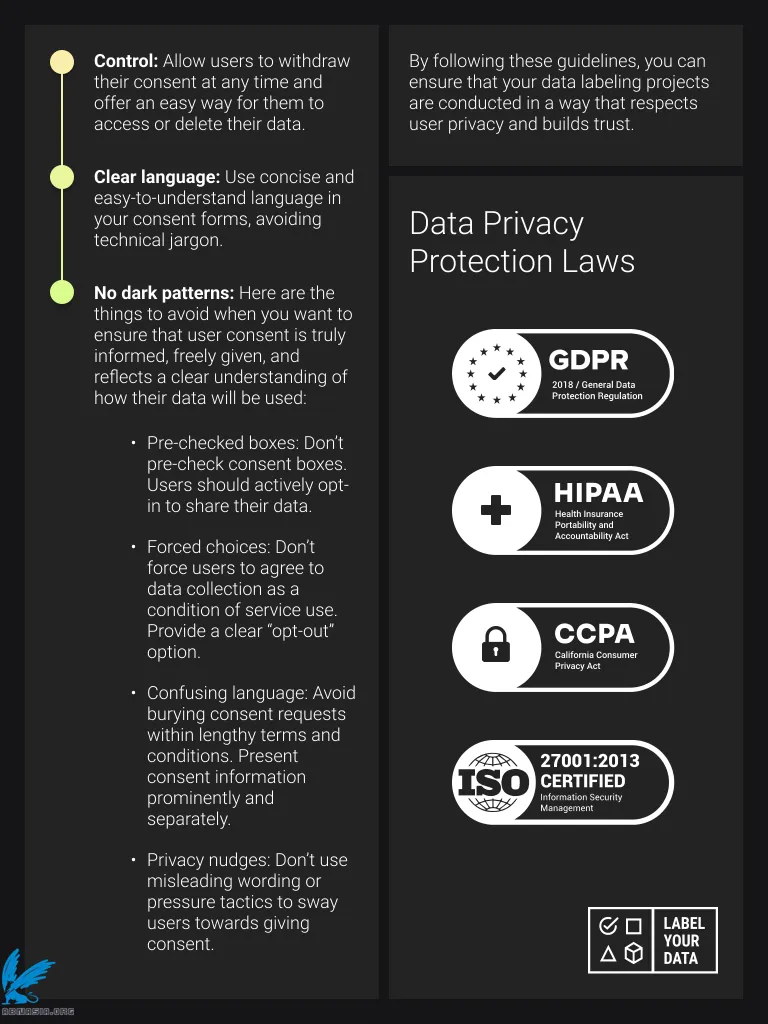 Control: Allow users to withdraw
their consent at any time and
offer an easy way for them to
access or delete their data.
Clear language: Use concise and
easy-to-understand language in
your consent forms, avoiding
technical jargon.
No dark patterns: Here are the
things to avoid when you want to
ensure that user consent is truly
informed, freely given, and
reflects a clear understanding of
how their data will be used:
• Pre-checked boxes: Don’t
pre-check consent boxes.
Users should actively opt-
in to share their data.
• Forced choices: Don’t
force users to agree to
data collection as a
condition of service use.
Provide a clear “opt-out”
option.
• Confusing language: Avoid
burying consent requests
within lengthy terms and
conditions. Present
consent information
prominently and
separately.
• Privacy nudges: Don’t use
misleading wording or
pressure tactics to sway
users towards giving
consent.
By following these guidelines, you can
ensure that your data labeling projects
are conducted in a way that respects
user privacy and builds trust.
Data Privacy
Protection Laws
GDPR
2018 / General Data
Protection Regulation
HIPAA
Health Insurance
Portability and
Accountability Act
CCPA
California Consumer
Privacy Act
ISO
27001:2013
CERTIFIED
Information Security
Management
LABEL
YOUR
DATA
ABMASIA.ORG